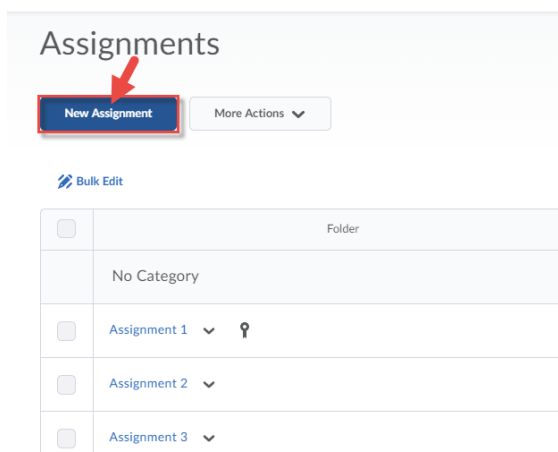 Assignments
New Assignment
More Actions
Bulk Edit
Folder
No Category
Assignment 1
Assignment 2
Assignment 3